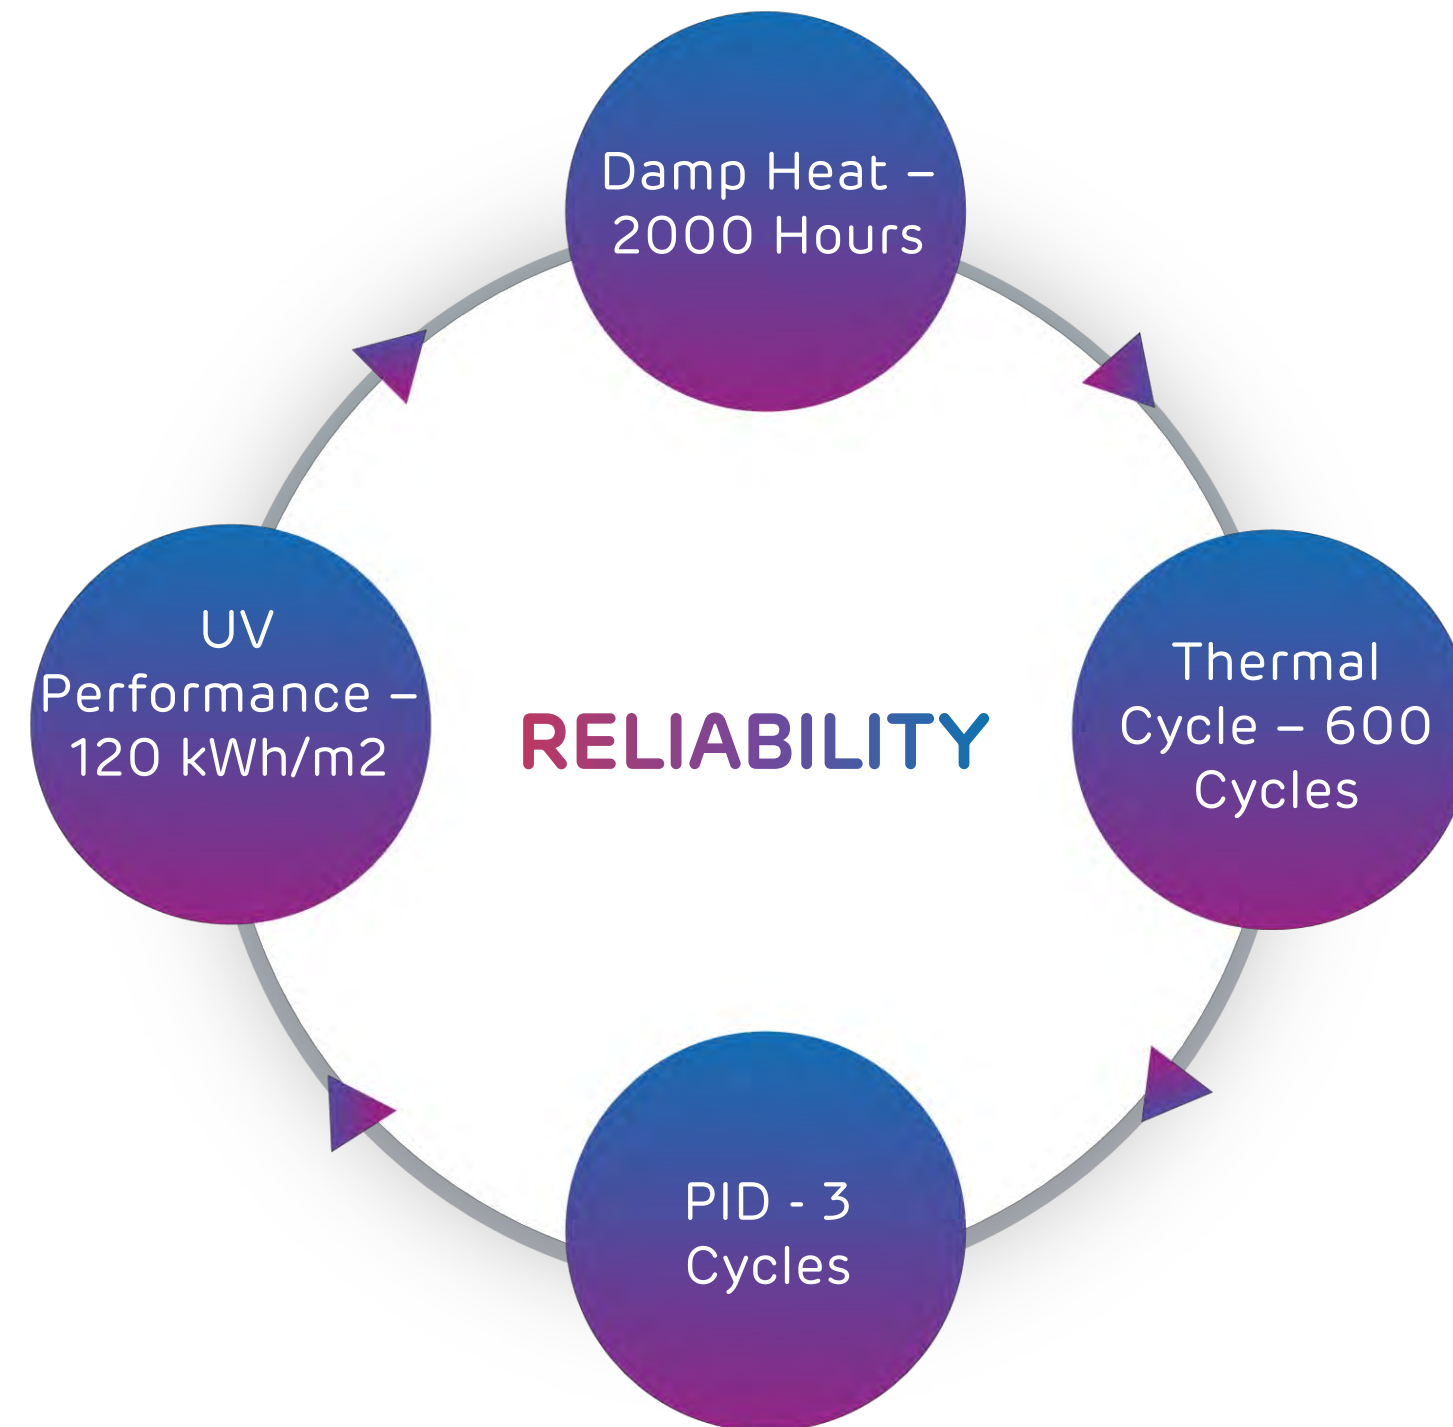 Damp Heat –
2000 Hours
UV
Performance –
120 kWh/m2
RELIABILITY
Thermal
Cycle – 600
Cycles
PID - 3
Cycles